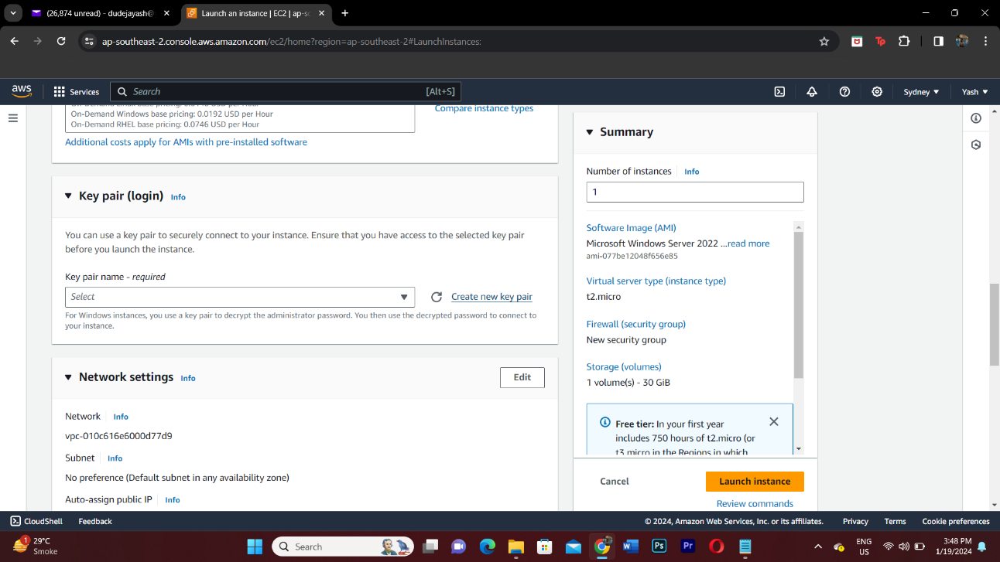 (26,874 unread) - dudejayash@
Launch an instance | EC2 | ap-so
ap-southeast-2.console.aws.amazon.com/ec2/home?region=ap-southeast-2#LaunchInstances:
Tp
aws
Services
Search
[Alt+S]
Sydney
Yash
On-Demand Windows base pricing: 0.0192 USD per Hour
On-Demand RHEL base pricing: 0.0746 USD per Hour
Compare instance types
Additional costs apply for AMIs with pre-installed software
Key pair (login) Info
You can use a key pair to securely connect to your instance. Ensure that you have access to the selected key pair
before you launch the instance.
Key pair name - required
Select
Create new key pair
For Windows instances, you use a key pair to decrypt the administrator password. You then use the decrypted password to connect to
your instance.
Network settings Info
Edit
Network Info
vpc-010c616e6000d77d9
Subnet Info
No preference (Default subnet in any availability zone)
Auto-assign public IP Info
Summary
Number of instances Info
1
Software Image (AMI)
Microsoft Windows Server 2022 ...read more
ami-077be12048f656e85
Virtual server type (instance type)
t2.micro
Firewall (security group)
New security group
Storage (volumes)
1 volume(s) - 30 GiB
Free tier: In your first year
includes 750 hours of t2.micro (or
t3.micro in the Regions in which
Cancel
Launch instance
Review commands
CloudShell
Feedback
© 2024, Amazon Web Services, Inc. or its affiliates.
Privacy
Terms
Cookie preferences
1
29°C
Smoke
Search
W
Ps
Pr
ENG
US
3:48 PM
1/19/2024